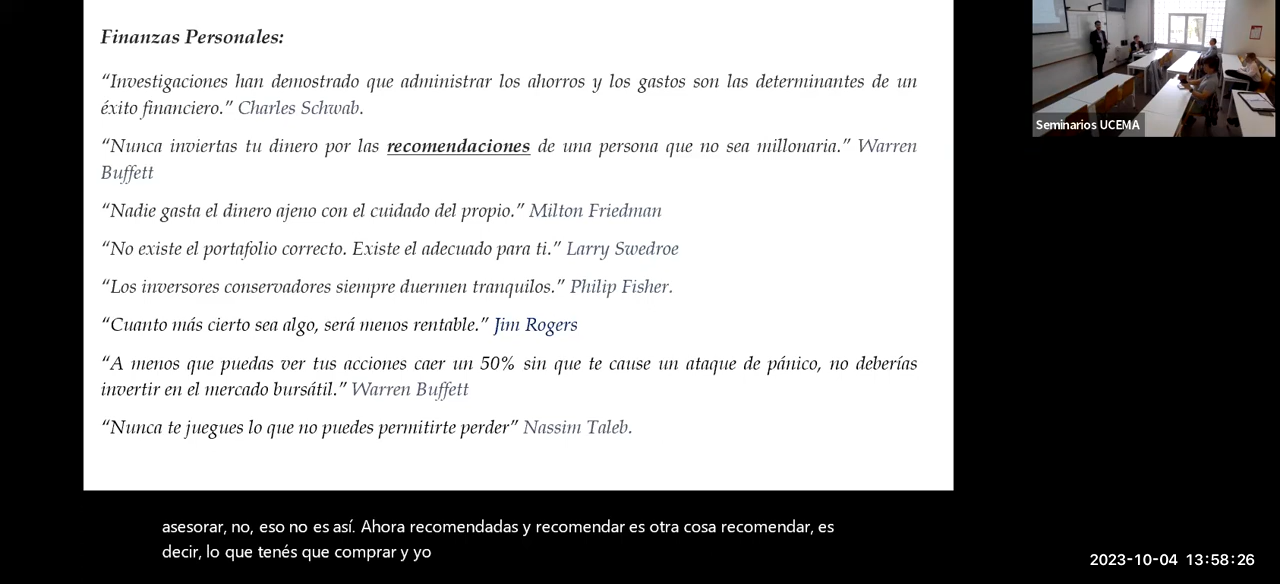 Finanzas Personales:
“Investigaciones han demostrado que administrar los ahorros y los gastos son las determinantes de un
éxito financiero.” Charles Schwab.
“Nunca inviertas tu dinero por las recomendaciones de una persona que no sea millonaria.” Warren
Buffett
“Nadie gasta el dinero ajeno con el cuidado del propio.” Milton Friedman
“No existe el portafolio correcto. Existe el adecuado para ti.” Larry Swedroe
“Los inversores conservadores siempre duermen tranquilos.” Philip Fisher.
“Cuanto más cierto sea algo, será menos rentable.” Jim Rogers
“A menos que puedas ver tus acciones caer un 50% sin que te cause un ataque de pánico, no deberías
invertir en el mercado bursátil.” Warren Buffett
“Nunca te juegues lo que no puedes permitirte perder” Nassim Taleb.
Seminarios UCEMA
asesorar, no, eso no es así. Ahora recomendadas y recomendar es otra cosa recomendar, es
decir, lo que tenés que comprar y yo
2023-10-04 13:58:26